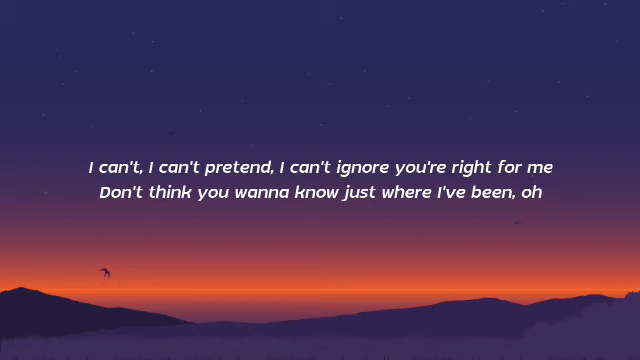 I can't, I can't pretend, I can't ignore you're right for me
Don't think you wanna know just where I've been, oh